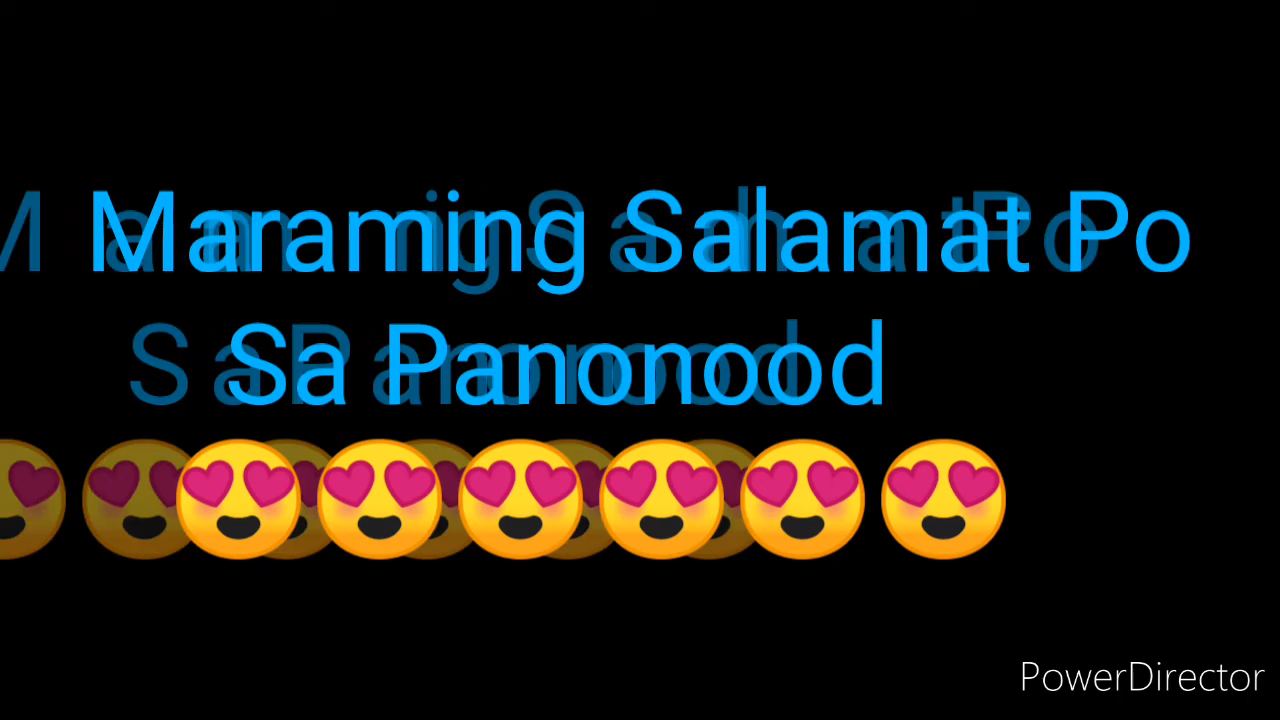 Maraming Salamat Po
Sa Panonood
😍😍😍😍😍😍
PowerDirector